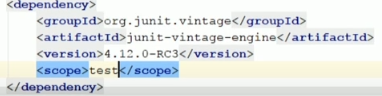 <dependency>
<groupId>org.junit.vintage</groupId>
<artifactId>junit-vintage-engine</artifactId>
<version>4.12.0-RC3</version>
<scope>test</scope>
</dependency>